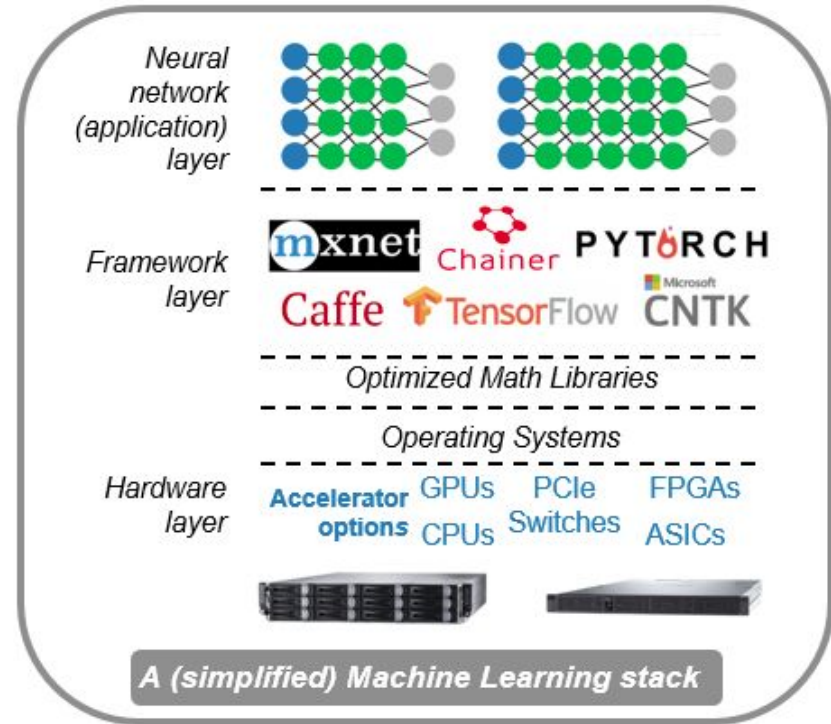 Neural
network
(application)
layer
Framework
layer
mxnet
Chainer
PYTORCH
Caffe
TensorFlow
Microsoft
CNTK
Optimized Math Libraries
Operating Systems
Hardware
layer
Accelerator
options
GPUs
CPUs
PCIe
Switches
FPGAs
ASICs
A (simplified) Machine Learning stack